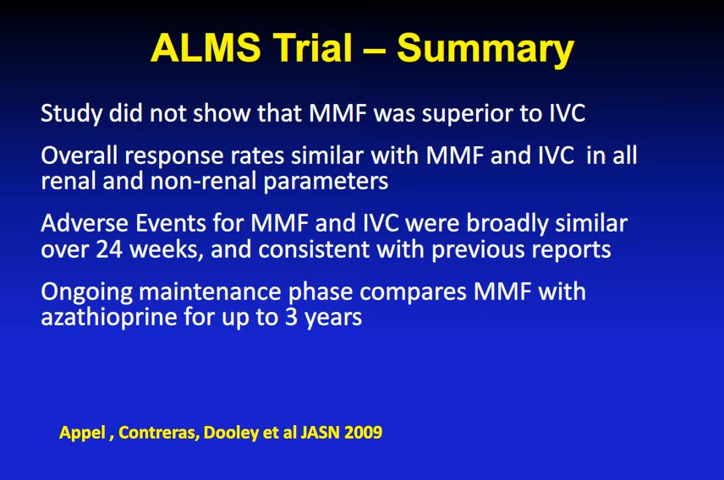 ALMS Trial – Summary
Study did not show that MMF was superior to IVC
Overall response rates similar with MMF and IVC in all
renal and non-renal parameters
Adverse Events for MMF and IVC were broadly similar
over 24 weeks, and consistent with previous reports
Ongoing maintenance phase compares MMF with
azathioprine for up to 3 years
Appel , Contreras, Dooley et al JASN 2009